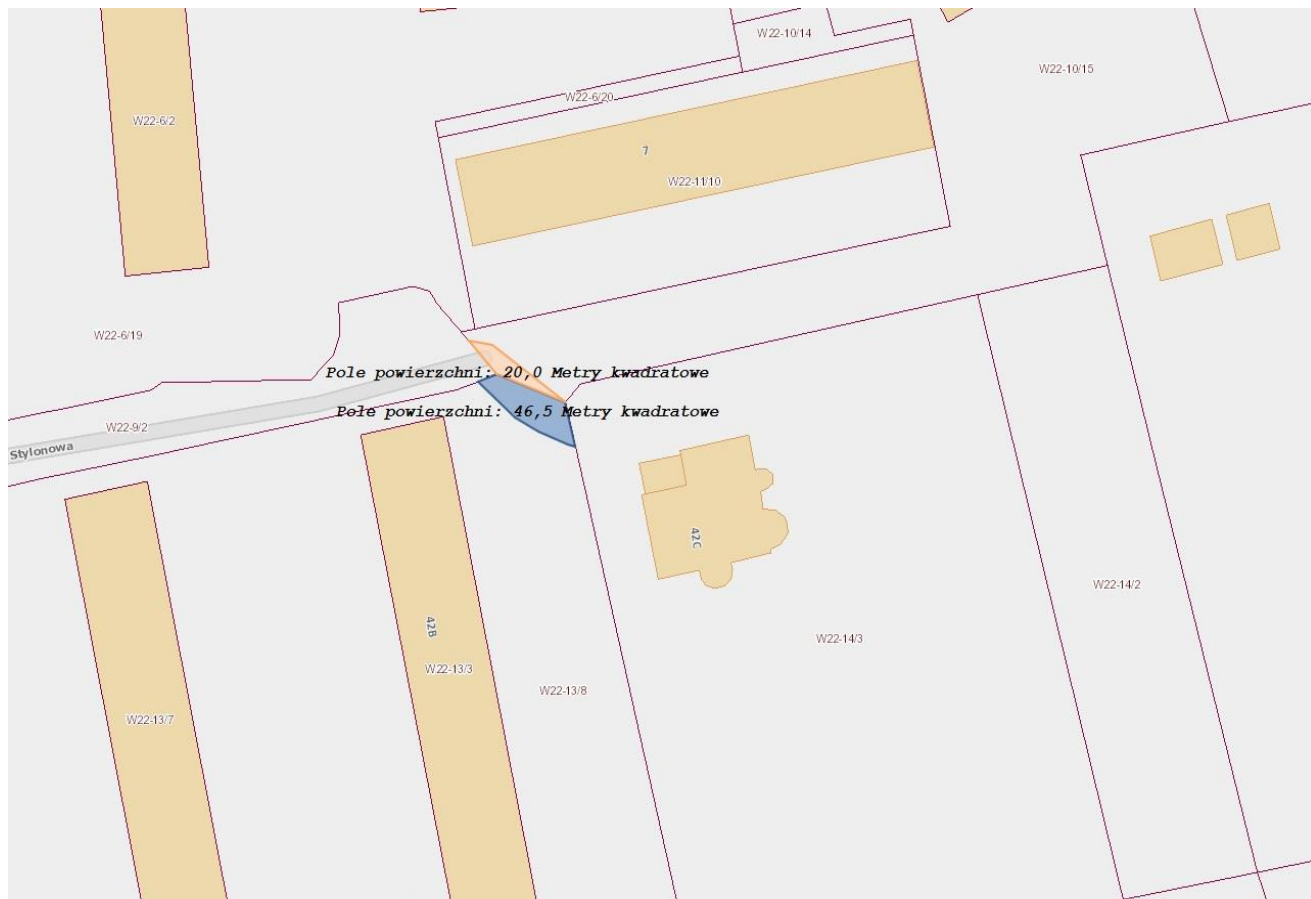 W22-10/14
W22-10/15
W22-6/20
W22-6/2
7
W22-11/10
W22-6/19
Pole powierzchni: 20,0 Metry kwadratowe
Pole powierzchni: 46,5 Metry kwadratowe
W22-9/2
Stylonowa
42C
W22-14/2
42B
W22-14/3
W22-13/3
W22-13/8
W22-13/7